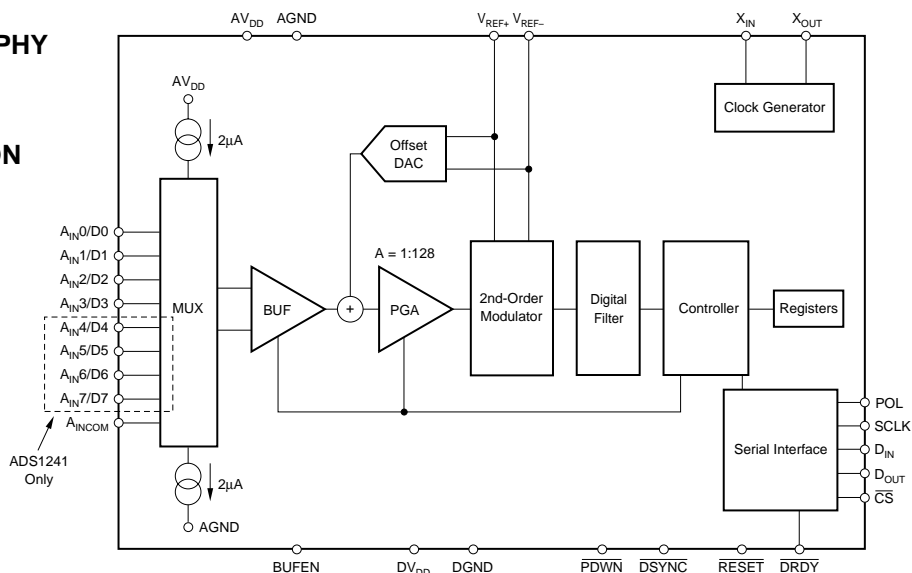 PHY
ON
AVDD AGND VREF+ VREF– XIN XOUT
AVDD
2μA
Clock Generator
Offset
DAC
AIN0/D0
AIN1/D1
AIN2/D2
AIN3/D3
AIN4/D4
AIN5/D5
AIN6/D6
AIN7/D7
AINCOM
ADS1241
Only
MUX
BUF
+
A = 1:128
PGA
2nd-Order
Modulator
Digital
Filter
Controller
Registers
Serial Interface
POL
SCLK
DIN
DOUT
CS
2μA
AGND
BUFEN DVDD DGND PDWN DSYNC RESET DRDY